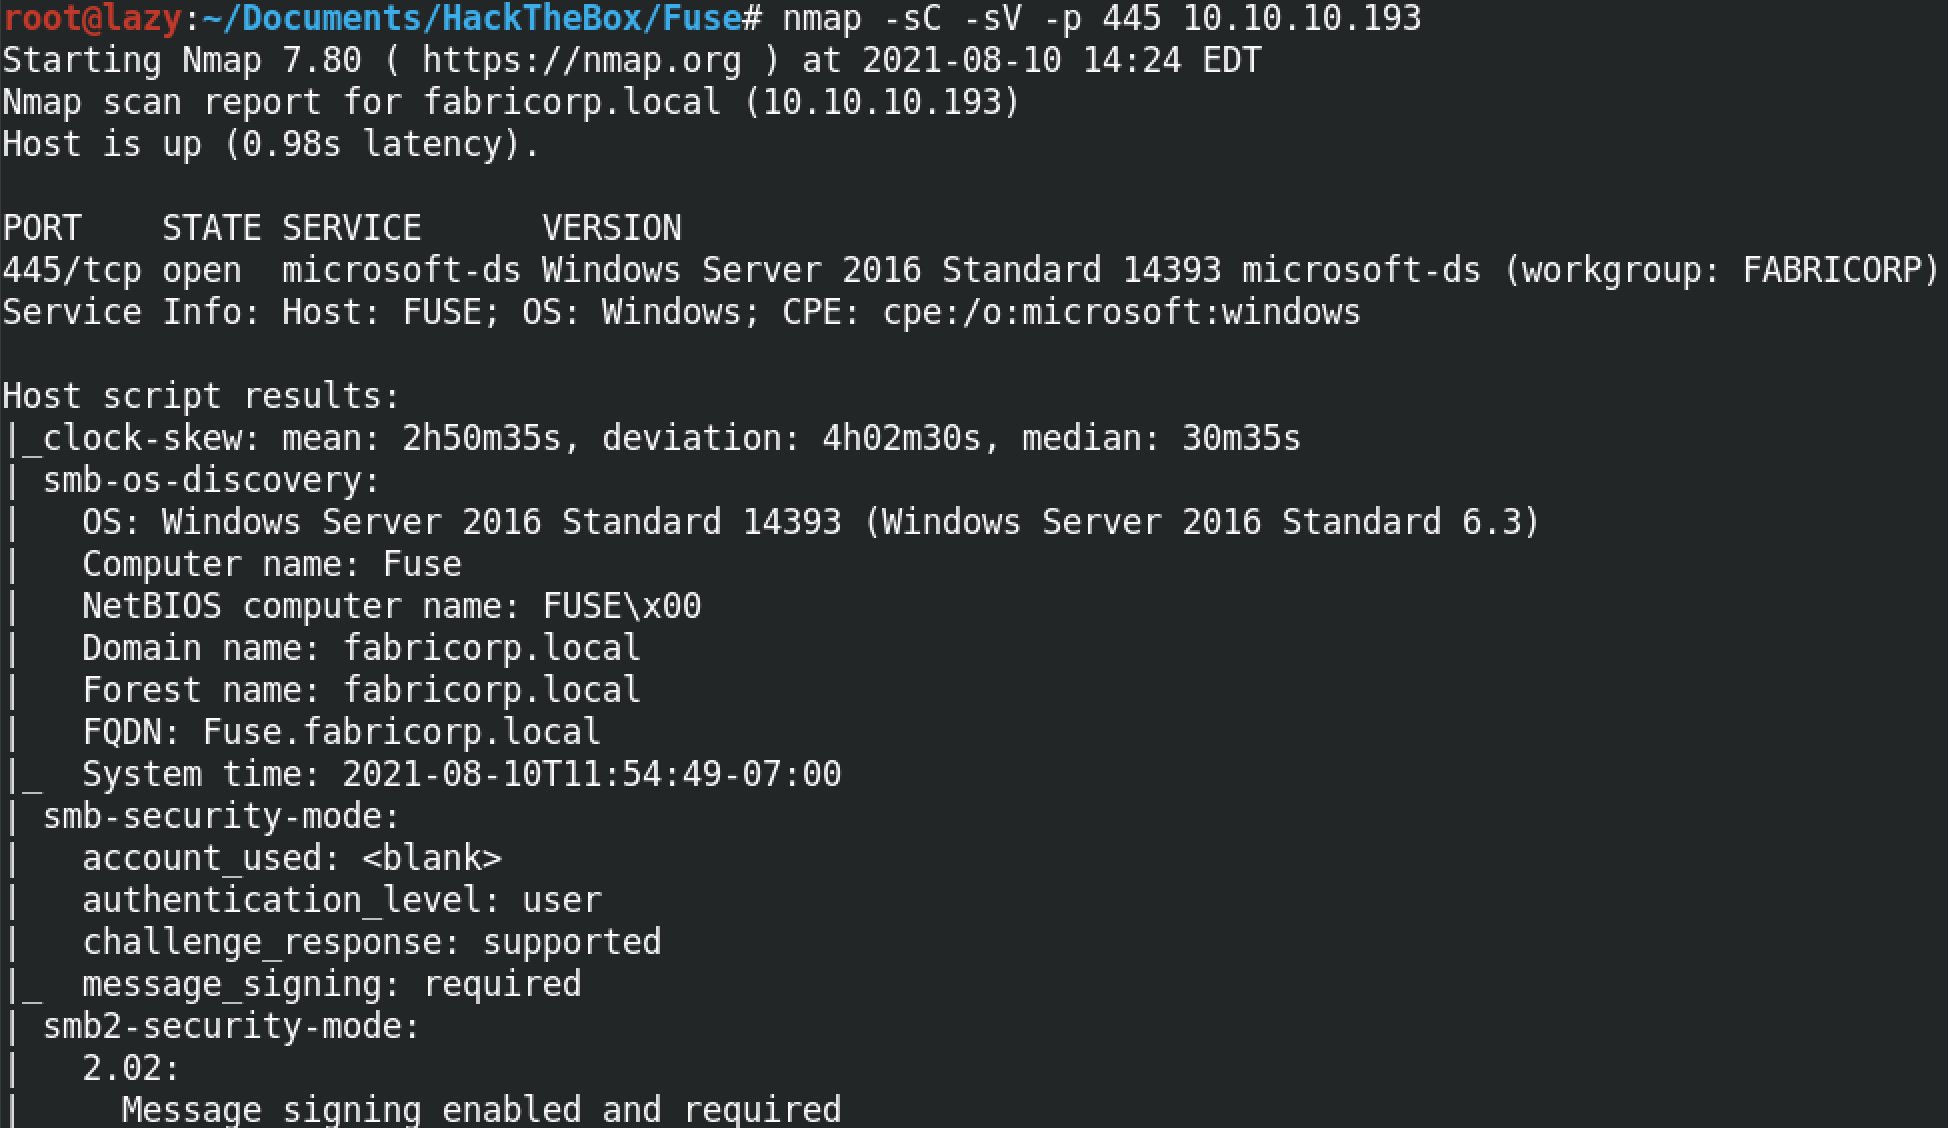 root@lazy:~/Documents/HackTheBox/Fuse# nmap -sC -sV -p 445 10.10.10.193
Starting Nmap 7.80 ( https://nmap.org ) at 2021-08-10 14:24 EDT
Nmap scan report for fabricorp.local (10.10.10.193)
Host is up (0.98s latency).

PORT    STATE SERVICE      VERSION
445/tcp open  microsoft-ds Windows Server 2016 Standard 14393 microsoft-ds (workgroup: FABRICORP)
Service Info: Host: FUSE; OS: Windows; CPE: cpe:/o:microsoft:windows

Host script results:
|_clock-skew: mean: 2h50m35s, deviation: 4h02m30s, median: 30m35s
| smb-os-discovery:
|   OS: Windows Server 2016 Standard 14393 (Windows Server 2016 Standard 6.3)
|   Computer name: Fuse
|   NetBIOS computer name: FUSE\x00
|   Domain name: fabricorp.local
|   Forest name: fabricorp.local
|   FQDN: Fuse.fabricorp.local
|_  System time: 2021-08-10T11:54:49-07:00
| smb-security-mode:
|   account_used: <blank>
|   authentication_level: user
|   challenge_response: supported
|_  message_signing: required
| smb2-security-mode:
|   2.02:
|     Message signing enabled and required